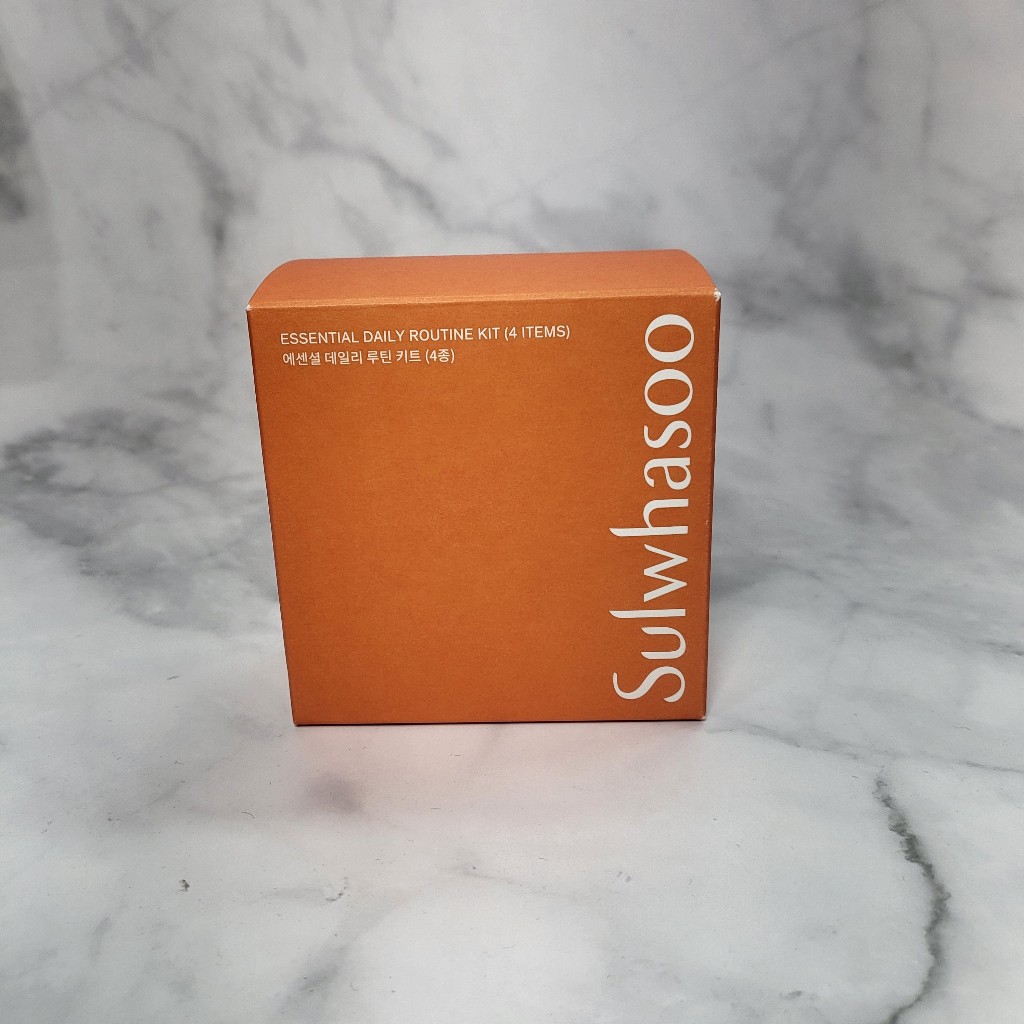 ESSENTIAL DAILY ROUTINE KIT (4 ITEMS)
에센셜 데일리 루틴 키트 (4종)
Sulwhasoo